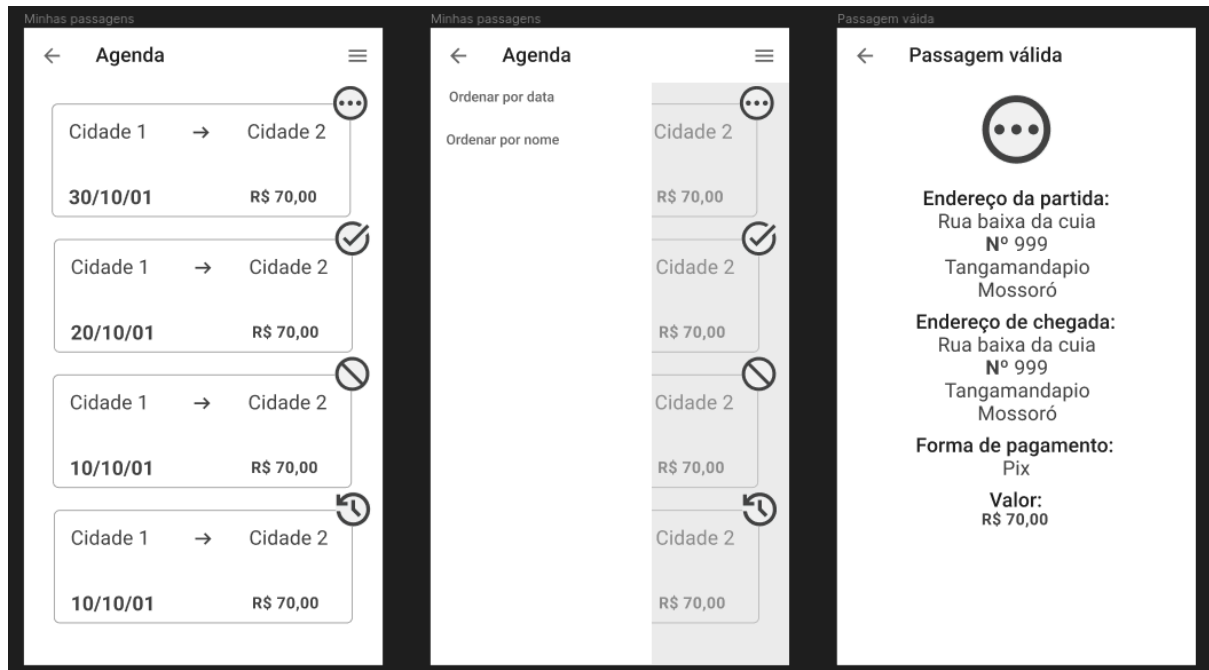 Minhas passagens
Agenda
Cidade 1 → Cidade 2
30/10/01 R$ 70,00
Cidade 1 → Cidade 2
20/10/01 R$ 70,00
Cidade 1 → Cidade 2
10/10/01 R$ 70,00
Cidade 1 → Cidade 2
10/10/01 R$ 70,00
Minhas passagens
Agenda
Ordenar por data
Ordenar por nome
Cidade 2
R$ 70,00
Cidade 2
R$ 70,00
Cidade 2
R$ 70,00
Cidade 2
R$ 70,00
Passagem váida
Passagem válida
Endereço da partida:
Rua baixa da cuia
Nº 999
Tangamandapio
Mossoró
Endereço de chegada:
Rua baixa da cuia
Nº 999
Tangamandapio
Mossoró
Forma de pagamento:
Pix
Valor:
R$ 70,00